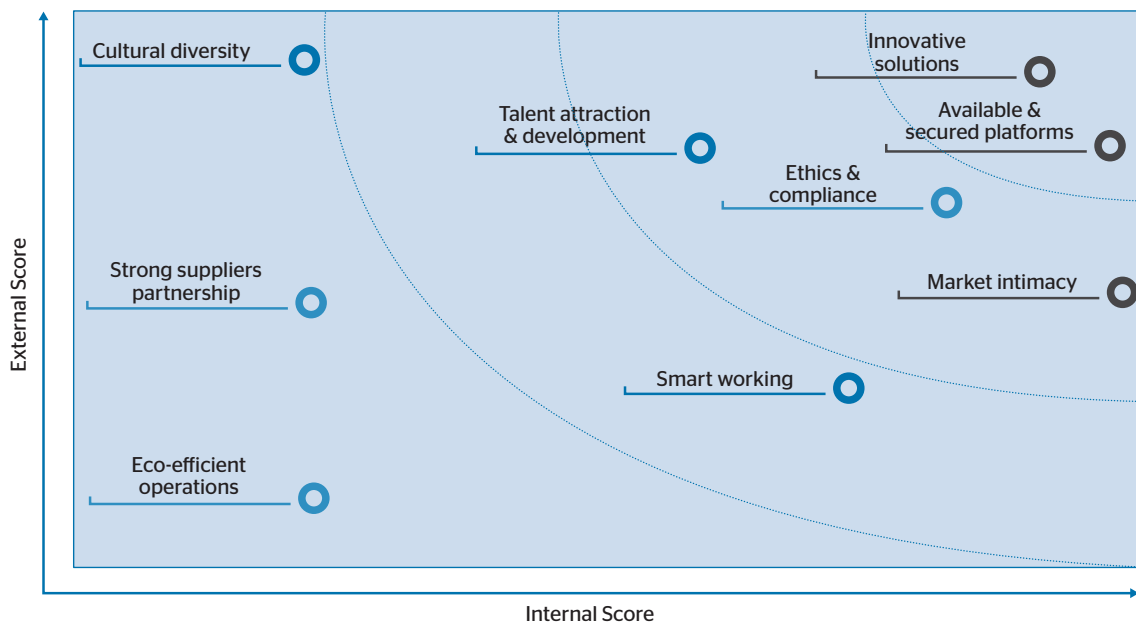 Cultural diversity
Innovative
solutions
Talent attraction
& development
Available &
secured platforms
Ethics &
compliance
Strong suppliers
partnership
Market intimacy
Smart working
Eco-efficient
operations
External Score
Internal Score